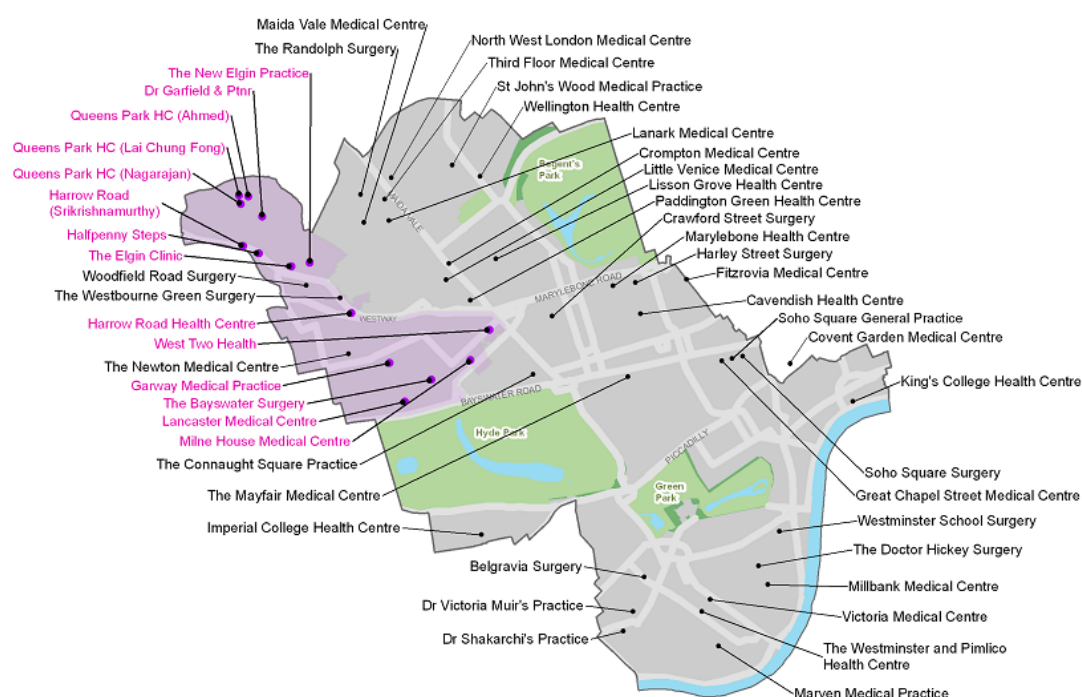 Maida Vale Medical Centre
The Randolph Surgery
The New Elgin Practice
Dr Garfield & Ptnr
Queens Park HC (Ahmed)
Queens Park HC (Lai Chung Fong)
Queens Park HC (Nagarajan)
Harrow Road
(Srikrishnamurthy)
Halfpenny Steps
The Elgin Clinic
Woodfield Road Surgery
The Westbourne Green Surgery
Harrow Road Health Centre
West Two Health
The Newton Medical Centre
Garway Medical Practice
The Bayswater Surgery
Lancaster Medical Centre
Milne House Medical Centre
The Connaught Square Practice
The Mayfair Medical Centre
Imperial College Health Centre
Belgravia Surgery
Dr Victoria Muir's Practice
Dr Shakarchi's Practice
North West London Medical Centre
Third Floor Medical Centre
St John's Wood Medical Practice
Wellington Health Centre
Lanark Medical Centre
Crompton Medical Centre
Little Venice Medical Centre
Lisson Grove Health Centre
Paddington Green Health Centre
Crawford Street Surgery
Marylebone Health Centre
Harley Street Surgery
Fitzrovia Medical Centre
Cavendish Health Centre
Soho Square General Practice
Covent Garden Medical Centre
King's College Health Centre
Soho Square Surgery
Great Chapel Street Medical Centre
Westminster School Surgery
The Doctor Hickey Surgery
Millbank Medical Centre
Victoria Medical Centre
The Westminster and Pimlico
Health Centre
Marven Medical Practice
Regent's
Park
MAIDA VALE
MARYLEBONE ROAD
WESTWAY
BAYSWATER ROAD
Hyde Park
PICCADILLY
Green
Park